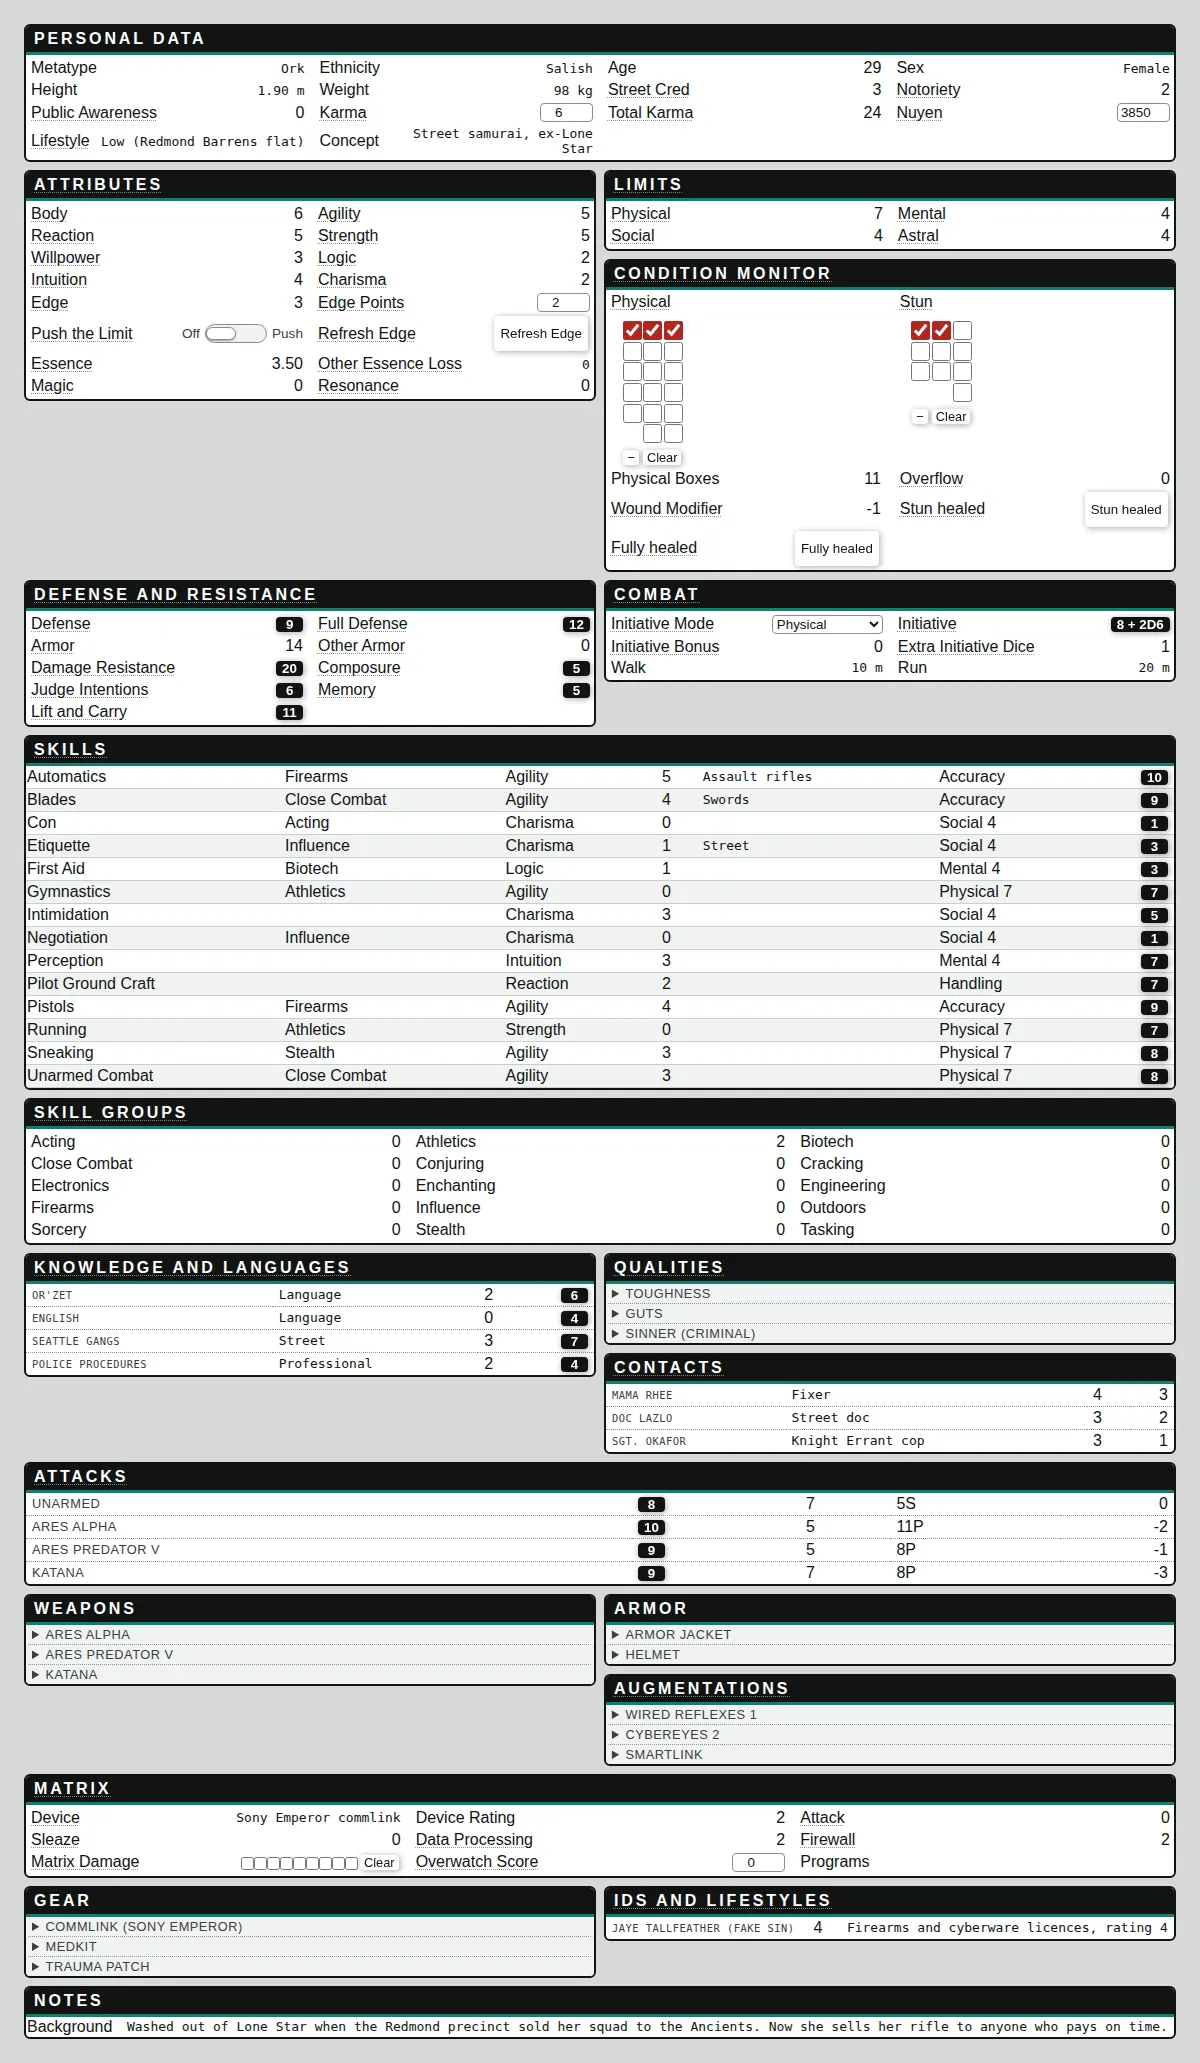 PERSONAL DATA
Metatype Ork Ethnicity Salish Age 29 Sex Female
Height 1.90 m Weight 98 kg Street Cred 3 Notoriety 2
Public Awareness 0 Karma 6 Total Karma 24 Nuyen 3850
Lifestyle Low (Redmond Barrens flat) Concept Street samurai, ex-Lone Star
ATTRIBUTES
Body 6 Agility 5
Reaction 5 Strength 5
Willpower 3 Logic 2
Intuition 4 Charisma 2
Edge 3 Edge Points 2
Push the Limit Off Push Refresh Edge Refresh Edge
Essence 3.50 Other Essence Loss 0
Magic 0 Resonance 0
LIMITS
Physical 7 Mental 4
Social 4 Astral 4
CONDITION MONITOR
Physical Stun
− Clear
− Clear
Physical Boxes 11 Overflow 0
Wound Modifier -1 Stun healed Stun healed
Fully healed Fully healed
DEFENSE AND RESISTANCE
Defense 9 Full Defense 12
Armor 14 Other Armor 0
Damage Resistance 20 Composure 5
Judge Intentions 6 Memory 5
Lift and Carry 11
COMBAT
Initiative Mode Physical Initiative 8 + 2D6
Initiative Bonus 0 Extra Initiative Dice 1
Walk 10 m Run 20 m
SKILLS
Automatics Firearms Agility 5 Assault rifles Accuracy 10
Blades Close Combat Agility 4 Swords Accuracy 9
Con Acting Charisma 0 Social 4 1
Etiquette Influence Charisma 1 Street Social 4 3
First Aid Biotech Logic 1 Mental 4 3
Gymnastics Athletics Agility 0 Physical 7 7
Intimidation Charisma 3 Social 4 5
Negotiation Influence Charisma 0 Social 4 1
Perception Intuition 3 Mental 4 7
Pilot Ground Craft Reaction 2 Handling 7
Pistols Firearms Agility 4 Accuracy 9
Running Athletics Strength 0 Physical 7 7
Sneaking Stealth Agility 3 Physical 7 8
Unarmed Combat Close Combat Agility 3 Physical 7 8
SKILL GROUPS
Acting 0 Athletics 2 Biotech 0
Close Combat 0 Conjuring 0 Cracking 0
Electronics 0 Enchanting 0 Engineering 0
Firearms 0 Influence 0 Outdoors 0
Sorcery 0 Stealth 0 Tasking 0
KNOWLEDGE AND LANGUAGES
OR'ZET Language 2 6
ENGLISH Language 0 4
SEATTLE GANGS Street 3 7
POLICE PROCEDURES Professional 2 4
QUALITIES
TOUGHNESS
GUTS
SINNER (CRIMINAL)
CONTACTS
MAMA RHEE Fixer 4 3
DOC LAZLO Street doc 3 2
SGT. OKAFOR Knight Errant cop 3 1
ATTACKS
UNARMED 8 7 5S 0
ARES ALPHA 10 5 11P -2
ARES PREDATOR V 9 5 8P -1
KATANA 9 7 8P -3
WEAPONS
ARES ALPHA
ARES PREDATOR V
KATANA
ARMOR
ARMOR JACKET
HELMET
AUGMENTATIONS
WIRED REFLEXES 1
CYBEREYES 2
SMARTLINK
MATRIX
Device Sony Emperor commlink Device Rating 2 Attack 0
Sleaze 0 Data Processing 2 Firewall 2
Matrix Damage Clear Overwatch Score 0 Programs
GEAR
COMMLINK (SONY EMPEROR)
MEDKIT
TRAUMA PATCH
IDS AND LIFESTYLES
JAYE TALLFEATHER (FAKE SIN) 4 Firearms and cyberware licences, rating 4
NOTES
Background Washed out of Lone Star when the Redmond precinct sold her squad to the Ancients. Now she sells her rifle to anyone who pays on time.